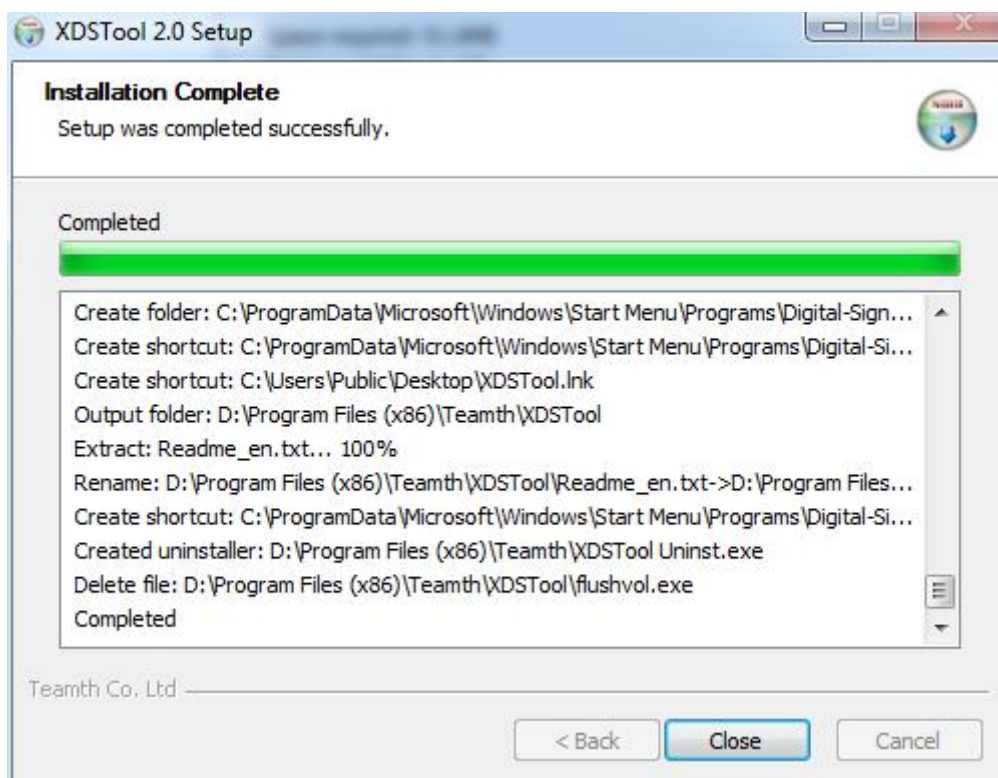 XDSTool 2.0 Setup
Installation Complete
Setup was completed successfully.
Completed
Create folder: C:\ProgramData\Microsoft\Windows\Start Menu\Programs\Digital-Sign...
Create shortcut: C:\ProgramData\Microsoft\Windows\Start Menu\Programs\Digital-Si...
Create shortcut: C:\Users\Public\Desktop\XDSTool.lnk
Output folder: D:\Program Files (x86)\Teamth\XDSTool
Extract: Readme_en.txt... 100%
Rename: D:\Program Files (x86)\Teamth\XDSTool\Readme_en.txt->D:\Program Files...
Create shortcut: C:\ProgramData\Microsoft\Windows\Start Menu\Programs\Digital-Si...
Created uninstaller: D:\Program Files (x86)\Teamth\XDSTool Uninst.exe
Delete file: D:\Program Files (x86)\Teamth\XDSTool\flushvol.exe
Completed
Teamth Co. Ltd
< Back Close Cancel